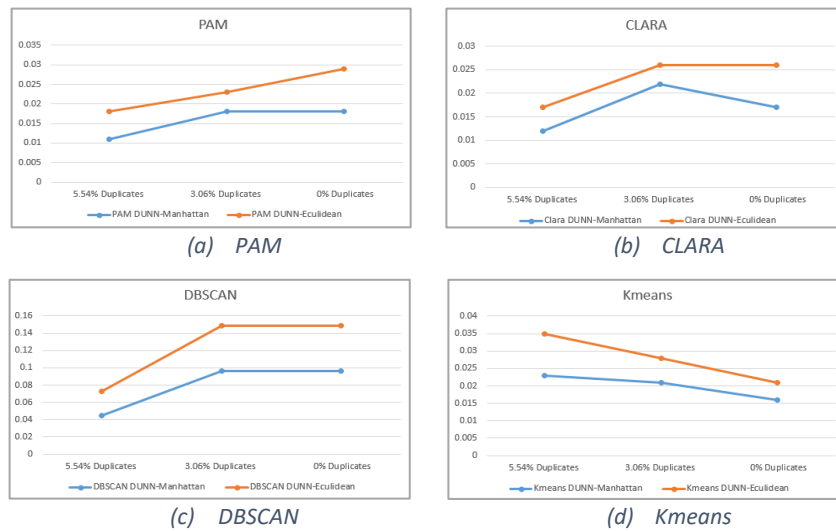 PAM
0.035
0.03
0.025
0.02
0.015
0.01
0.005
0
5.54% Duplicates 3.06% Duplicates 0% Duplicates
PAM DUNN-Manhattan PAM DUNN-Eculidean
(a) PAM
CLARA
0.03
0.025
0.02
0.015
0.01
0.005
0
5.54% Duplicates 3.06% Duplicates 0% Duplicates
Clara DUNN-Manhattan Clara DUNN-Eculidean
(b) CLARA
DBSCAN
0.16
0.14
0.12
0.1
0.08
0.06
0.04
0.02
0
5.54% Duplicates 3.06% Duplicates 0% Duplicates
DBSCAN DUNN-Manhattan DBSCAN DUNN-Eculidean
(c) DBSCAN
Kmeans
0.04
0.035
0.03
0.025
0.02
0.015
0.01
0.005
0
5.54% Duplicates 3.06% Duplicates 0% Duplicates
Kmeans DUNN-Manhattan Kmeans DUNN-Eculidean
(d) Kmeans